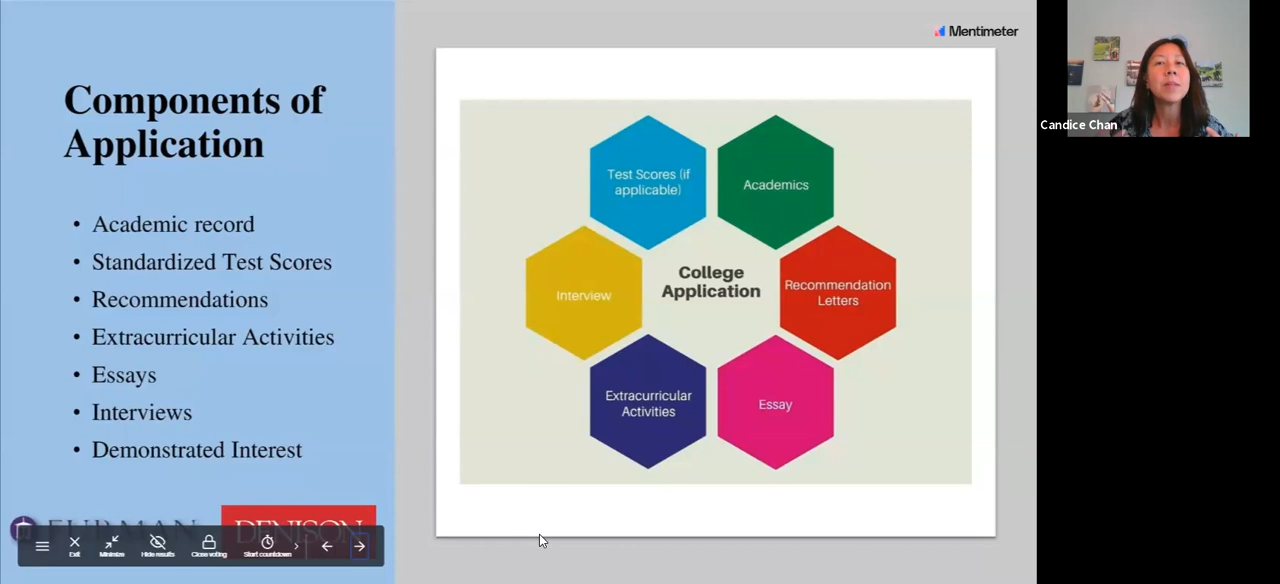 Components of
Application
• Academic record
• Standardized Test Scores
• Recommendations
• Extracurricular Activities
• Essays
• Interviews
• Demonstrated Interest
FURMAN
DENISON
Exit
Minimize
Hide results
Close voting
Start countdown
Mentimeter
Test Scores (if
applicable)
Academics
Interview
College
Application
Recommendation
Letters
Extracurricular
Activities
Essay
Candice Chan